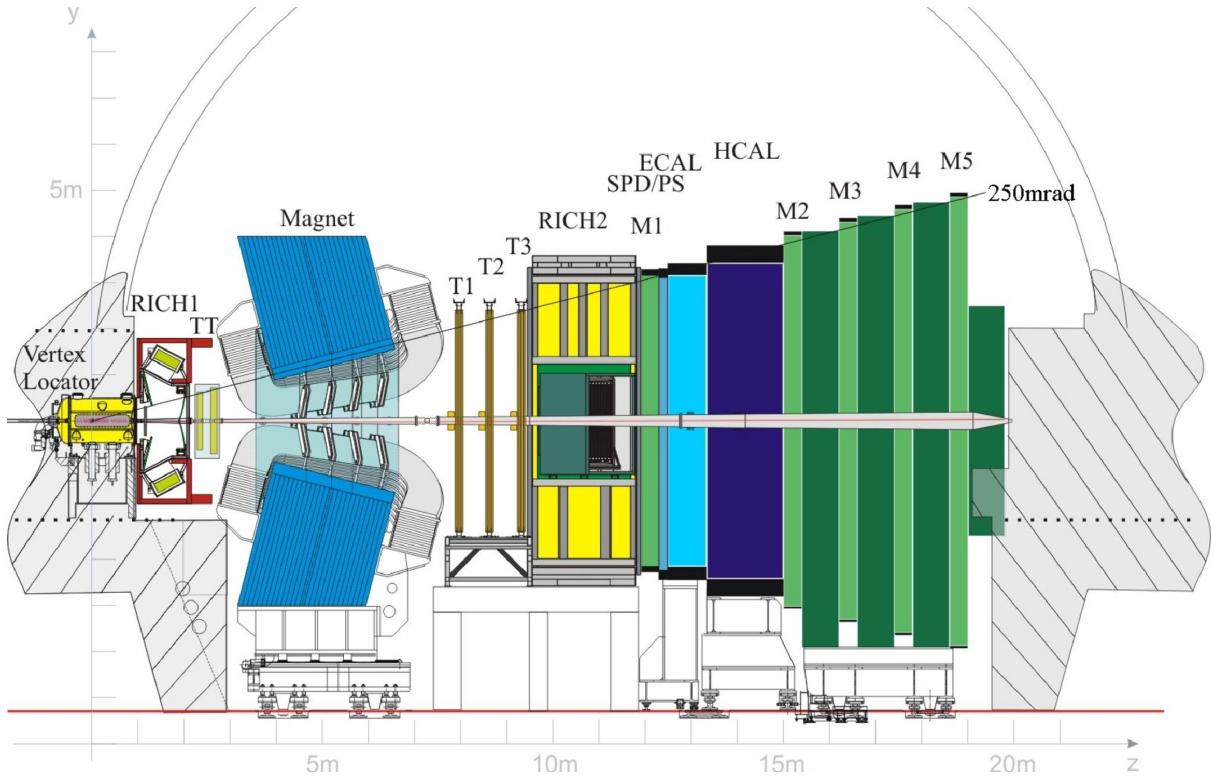 y
5m
Vertex
Locator
RICH1
TT
Magnet
T1
T2
T3
RICH2
M1
SPD/PS
ECAL
HCAL
M2
M3
M4
M5
250mrad
5m
10m
15m
20m
z